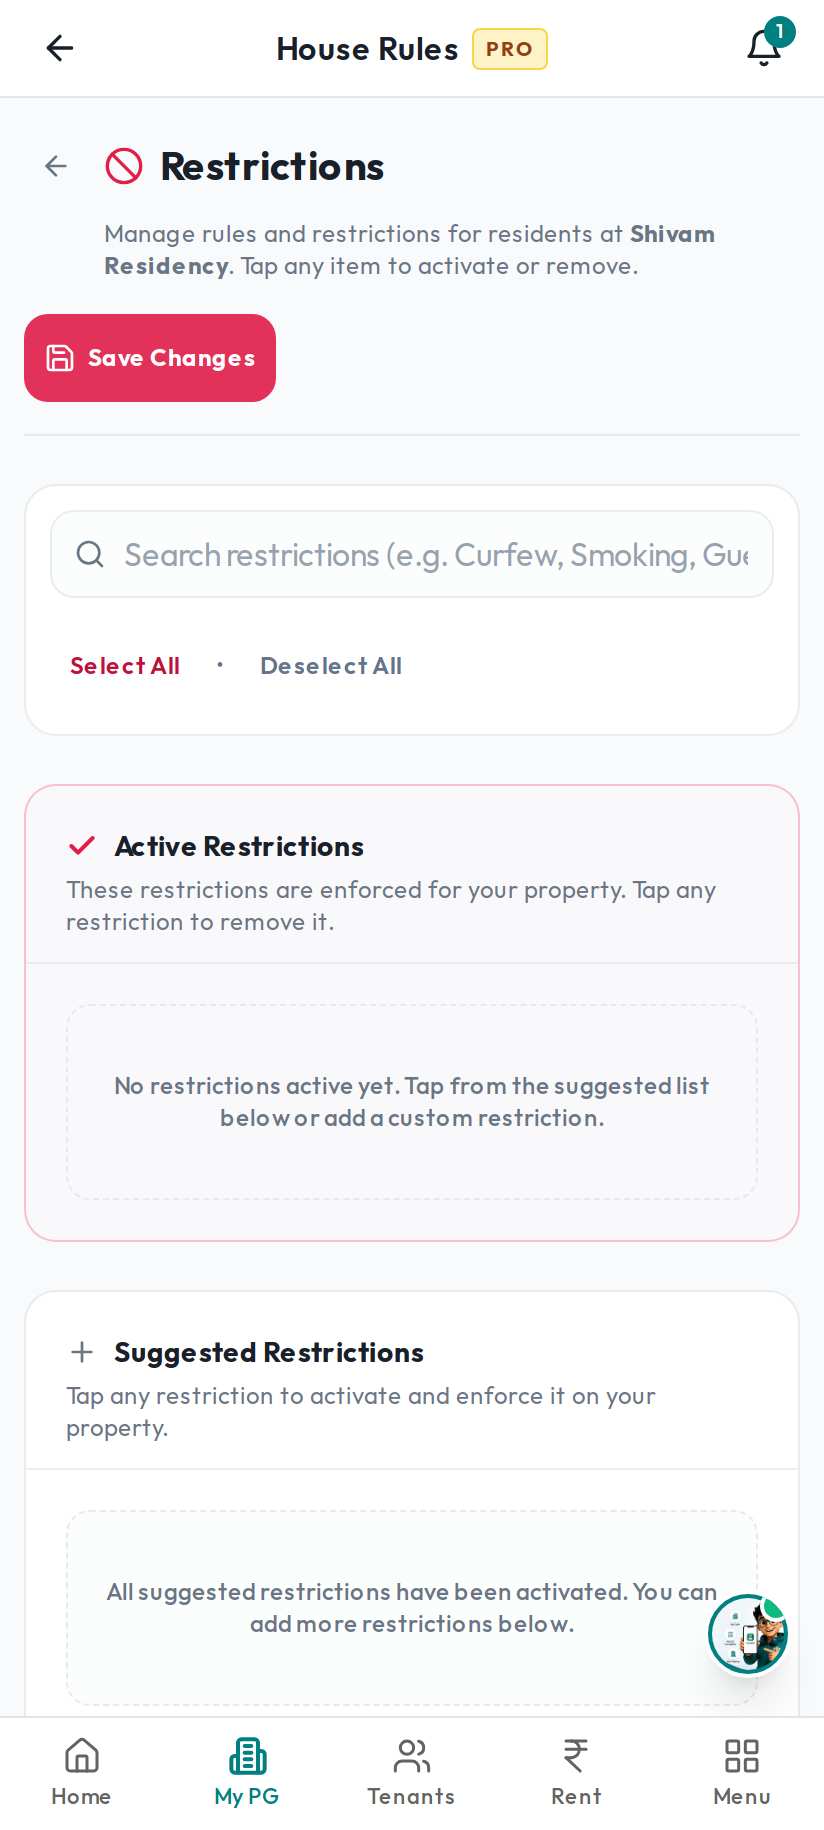 House Rules PRO
1
Restrictions
Manage rules and restrictions for residents at Shivam
Residency. Tap any item to activate or remove.
Save Changes
Search restrictions (e.g. Curfew, Smoking, Gue
Select All • Deselect All
Active Restrictions
These restrictions are enforced for your property. Tap any
restriction to remove it.
No restrictions active yet. Tap from the suggested list
below or add a custom restriction.
Suggested Restrictions
Tap any restriction to activate and enforce it on your
property.
All suggested restrictions have been activated. You can
add more restrictions below.
Home
My PG
Tenants
Rent
Menu